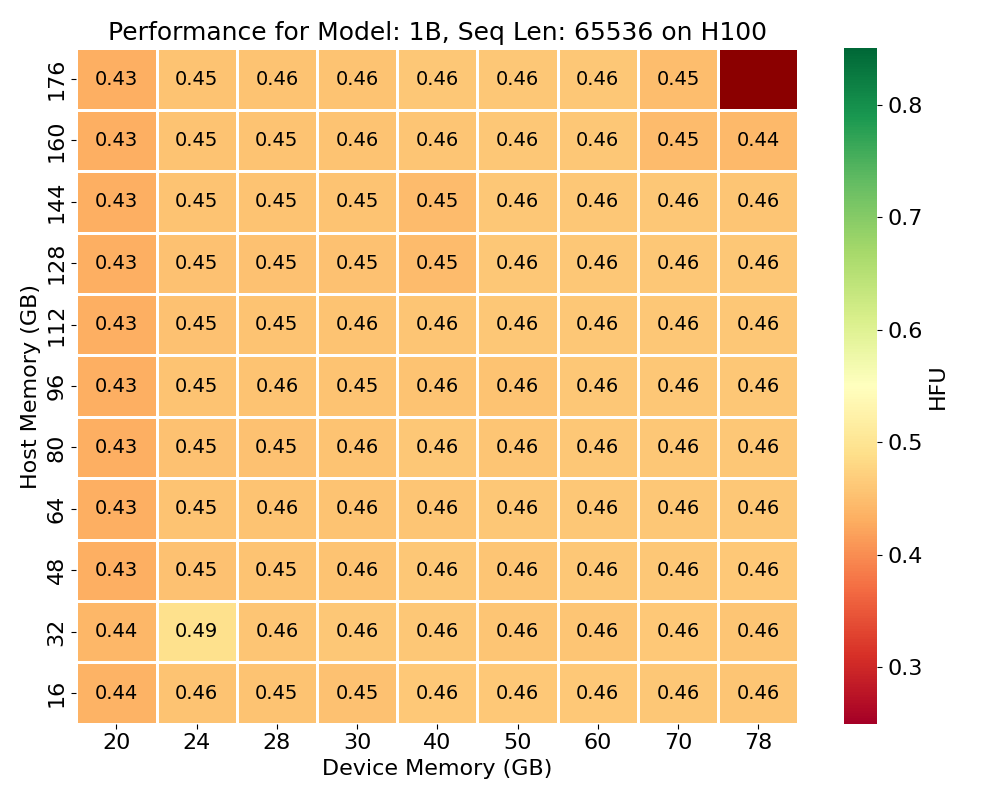 Performance for Model: 1B, Seq Len: 65536 on H100
176 0.43 0.45 0.46 0.46 0.46 0.46 0.46 0.45
160 0.43 0.45 0.45 0.46 0.46 0.46 0.46 0.45 0.44
144 0.43 0.45 0.45 0.45 0.45 0.46 0.46 0.46 0.46
128 0.43 0.45 0.45 0.45 0.45 0.46 0.46 0.46 0.46
112 0.43 0.45 0.45 0.46 0.46 0.46 0.46 0.46 0.46
96 0.43 0.45 0.46 0.45 0.46 0.46 0.46 0.46 0.46
80 0.43 0.45 0.45 0.46 0.46 0.46 0.46 0.46 0.46
64 0.43 0.45 0.46 0.46 0.46 0.46 0.46 0.46 0.46
48 0.43 0.45 0.45 0.46 0.46 0.46 0.46 0.46 0.46
32 0.44 0.49 0.46 0.46 0.46 0.46 0.46 0.46 0.46
16 0.44 0.46 0.45 0.45 0.46 0.46 0.46 0.46 0.46
20 24 28 30 40 50 60 70 78
Device Memory (GB)
Host Memory (GB)
0.8
0.7
0.6
0.5
0.4
0.3
HFU